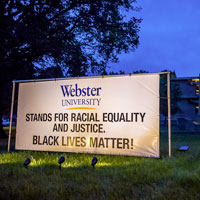 Webster
UNIVERSITY
STANDS FOR RACIAL EQUALITY
AND JUSTICE.
BLACK LIVES MATTER!